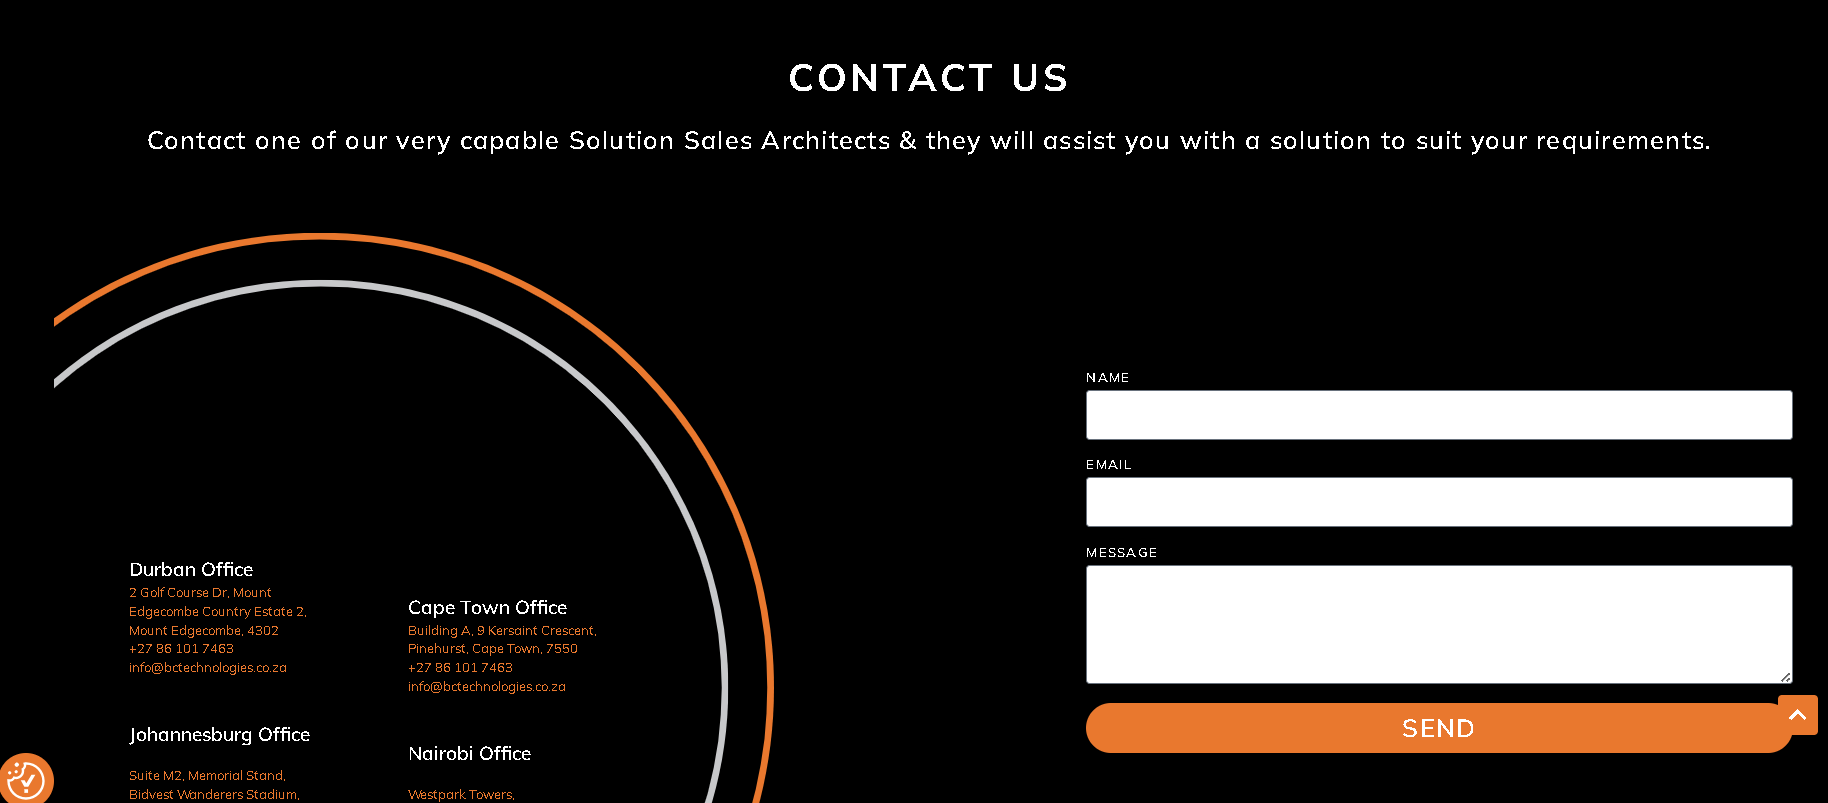 CONTACT US
Contact one of our very capable Solution Sales Architects & they will assist you with a solution to suit your requirements.
Durban Office
2 Golf Course Dr, Mount
Edgecombe Country Estate 2,
Mount Edgecombe, 4302
+27 86 101 7463
info@bctechnologies.co.za
Cape Town Office
Building A, 9 Kersaint Crescent,
Pinehurst, Cape Town, 7550
+27 86 101 7463
info@bctechnologies.co.za
Johannesburg Office
Suite M2, Memorial Stand,
Bidvest Wanderers Stadium,
Nairobi Office
Westpark Towers,
NAME
EMAIL
MESSAGE
SEND